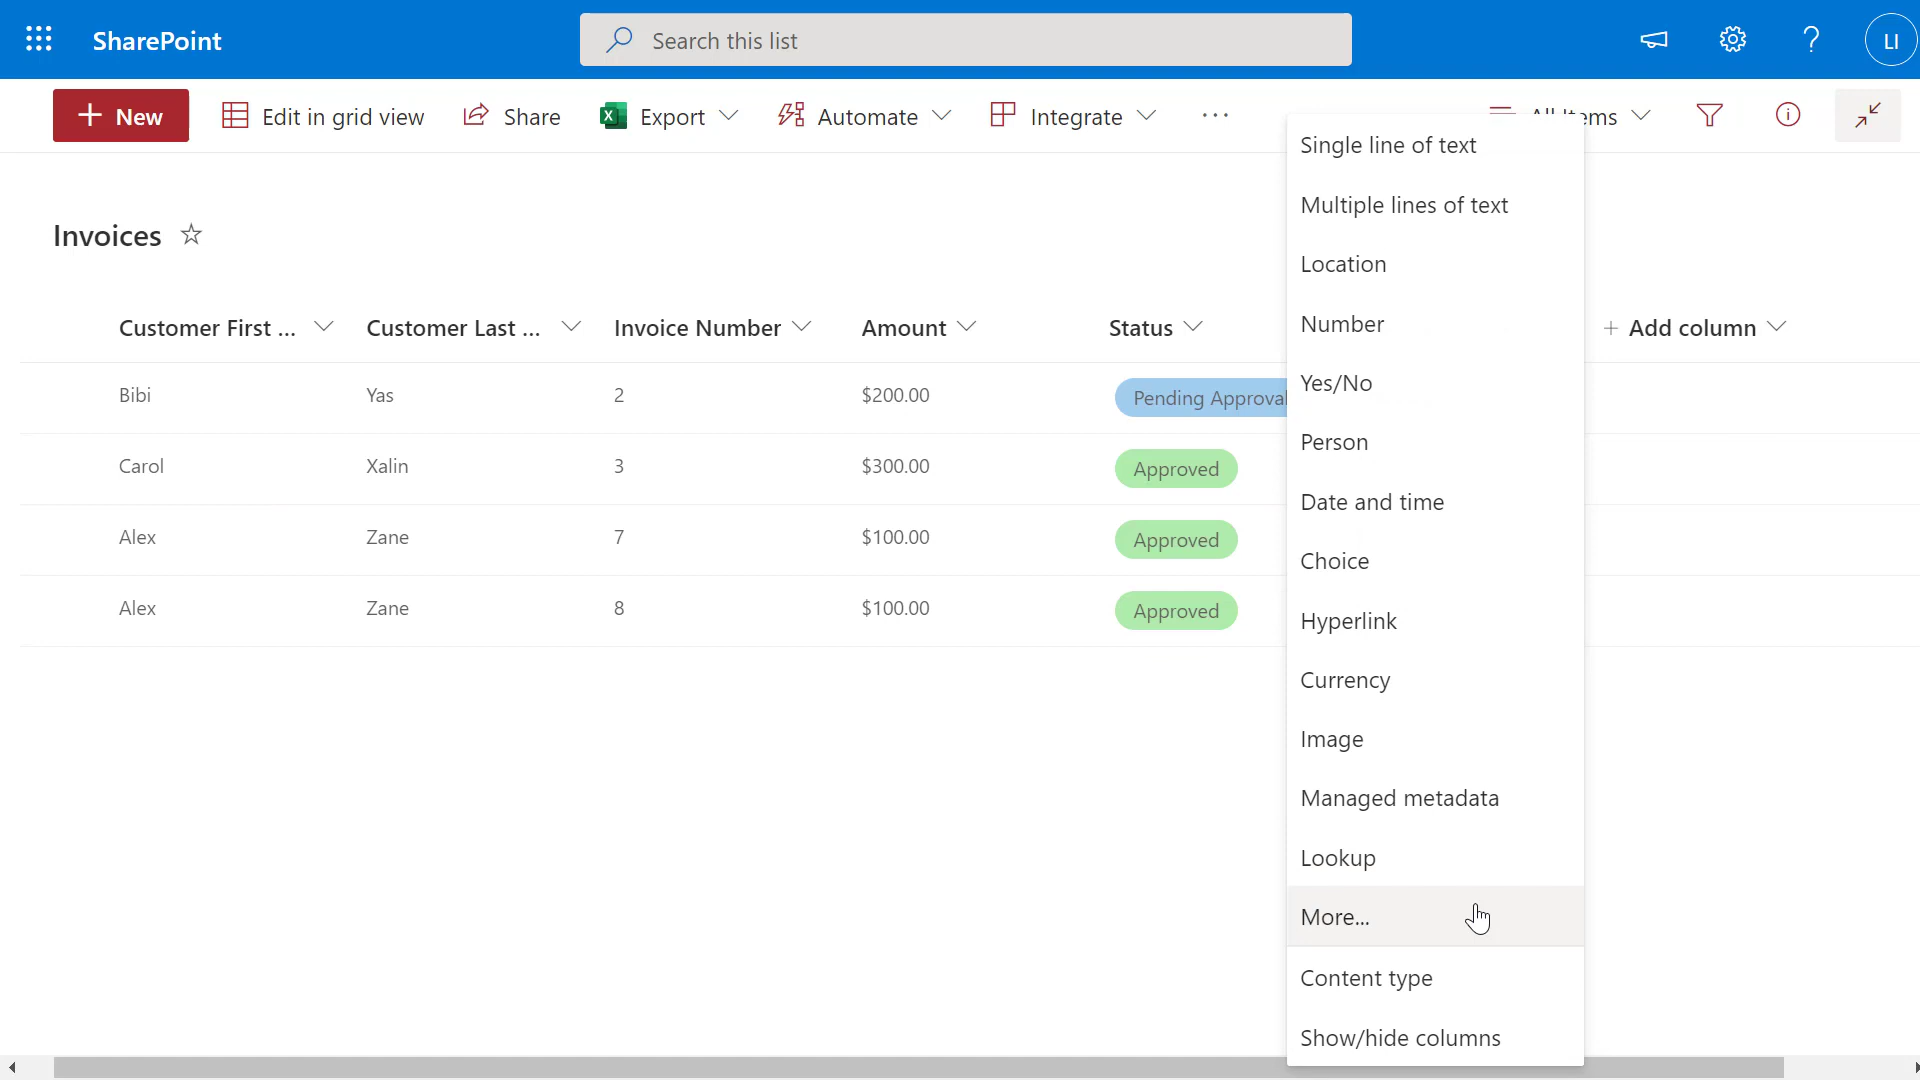 SharePoint
Search this list
LI
New
Edit in grid view
Share
Export
Automate
Integrate
...
All Items
Invoices
Customer First ...
Customer Last ...
Invoice Number
Amount
Status
+ Add column
Bibi
Yas
2
$200.00
Pending Approval
Carol
Xalin
3
$300.00
Approved
Alex
Zane
7
$100.00
Approved
Alex
Zane
8
$100.00
Approved
Single line of text
Multiple lines of text
Location
Number
Yes/No
Person
Date and time
Choice
Hyperlink
Currency
Image
Managed metadata
Lookup
More...
Content type
Show/hide columns